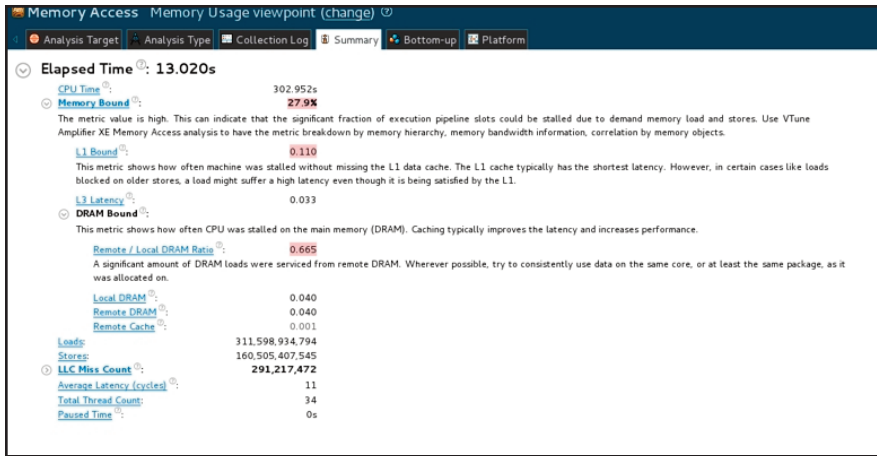 Memory Access Memory Usage viewpoint (change) ?
Analysis Target Analysis Type Collection Log Summary Bottom-up Platform
Elapsed Time ?: 13.020s
CPU Time ?: 302.952s
Memory Bound ?: 27.9%
The metric value is high. This can indicate that the significant fraction of execution pipeline slots could be stalled due to demand memory load and stores. Use VTune
Amplifier XE Memory Access analysis to have the metric breakdown by memory hierarchy, memory bandwidth information, correlation by memory objects.
L1 Bound ?: 0.110
This metric shows how often machine was stalled without missing the L1 data cache. The L1 cache typically has the shortest latency. However, in certain cases like loads
blocked on older stores, a load might suffer a high latency even though it is being satisfied by the L1.
L3 Latency ?: 0.033
DRAM Bound ?:
This metric shows how often CPU was stalled on the main memory (DRAM). Caching typically improves the latency and increases performance.
Remote / Local DRAM Ratio ?: 0.665
A significant amount of DRAM loads were serviced from remote DRAM. Wherever possible, try to consistently use data on the same core, or at least the same package, as it
was allocated on.
Local DRAM ?: 0.040
Remote DRAM ?: 0.040
Remote Cache ?: 0.001
Loads: 311,598,934,794
Stores: 160,505,407,545
LLC Miss Count ?: 291,217,472
Average Latency (cycles) ?: 11
Total Thread Count: 34
Paused Time ?: 0s